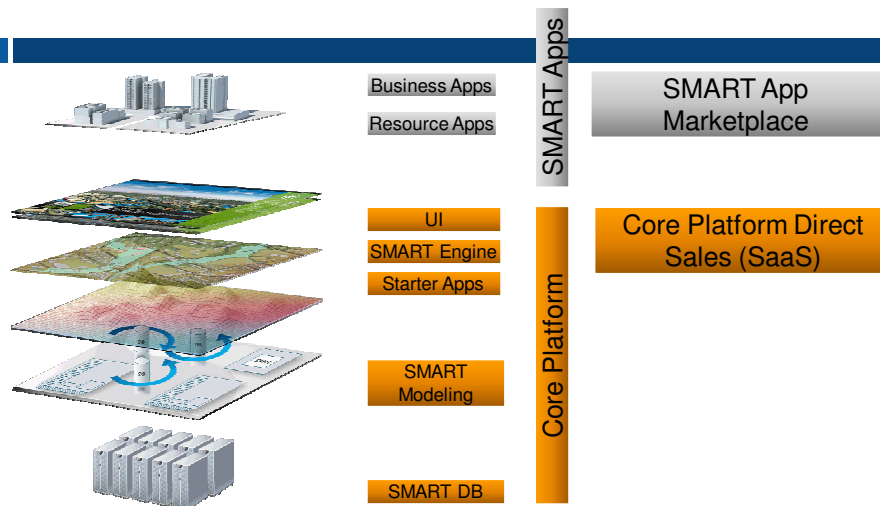 Business Apps
Resource Apps
SMART Apps
SMART App
Marketplace
UI
SMART Engine
Starter Apps
SMART
Modeling
SMART DB
Core Platform
Core Platform Direct
Sales (SaaS)